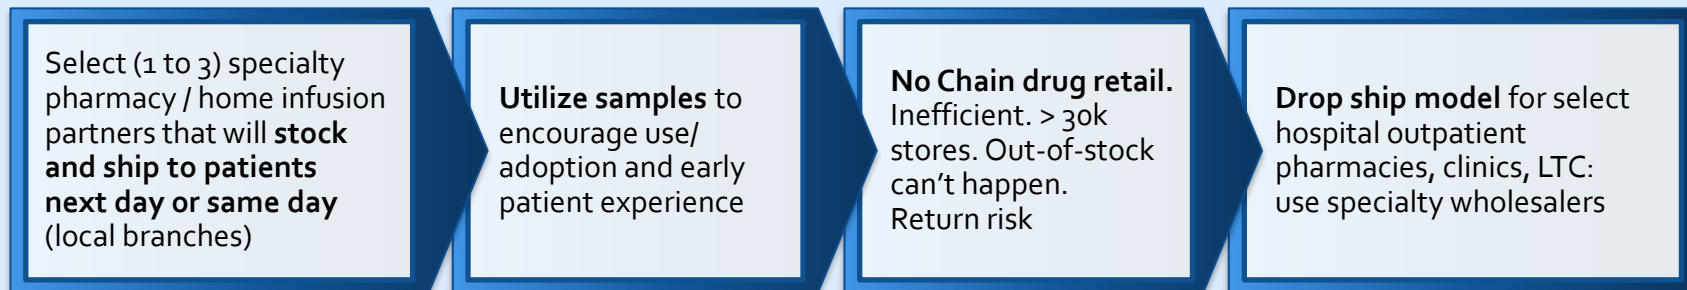 Select (1 to 3) specialty
pharmacy / home infusion
partners that will stock
and ship to patients
next day or same day
(local branches)
Utilize samples to
encourage use/
adoption and early
patient experience
No Chain drug retail.
Inefficient. > 30k
stores. Out-of-stock
can't happen.
Return risk
Drop ship model for select
hospital outpatient
pharmacies, clinics, LTC:
use specialty wholesalers